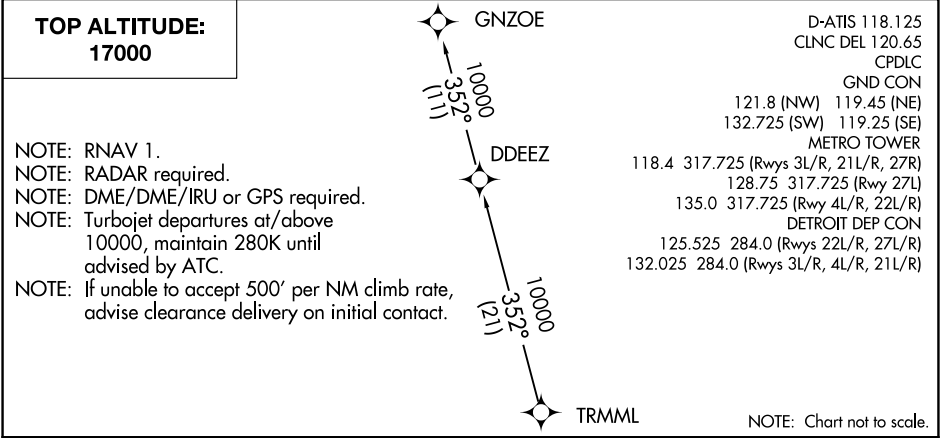 TOP ALTITUDE:
17000
NOTE: RNAV 1.
NOTE: RADAR required.
NOTE: DME/DME/IRU or GPS required.
NOTE: Turbojet departures at/above
10000, maintain 280K until
advised by ATC.
NOTE: If unable to accept 500' per NM climb rate,
advise clearance delivery on initial contact.
GNZOE
10000
352°
(11)
DDEEZ
10000
352°
(21)
TRMML
D-ATIS 118.125
CLNC DEL 120.65
CPDLC
GND CON
121.8 (NW) 119.45 (NE)
132.725 (SW) 119.25 (SE)
METRO TOWER
118.4 317.725 (Rwys 3L/R, 21L/R, 27R)
128.75 317.725 (Rwy 27L)
135.0 317.725 (Rwy 4L/R, 22L/R)
DETROIT DEP CON
125.525 284.0 (Rwys 22L/R, 27L/R)
132.025 284.0 (Rwys 3L/R, 4L/R, 21L/R)
NOTE: Chart not to scale.